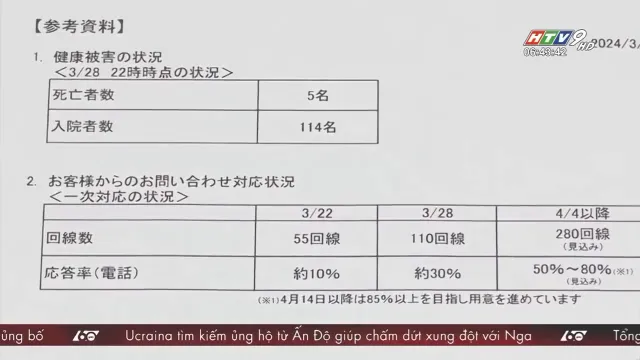 【参考資料】
HTV9 HD
06:43:42
2024/3/
1. 健康被害の状況
＜3/28 22時時点の状況＞
死亡者数 5名
入院者数 114名
2. お客様からのお問い合わせ対応状況
＜一次対応の状況＞
3/22 3/28 4/4以降
回線数 55回線 110回線 280回線
(見込み)
応答率(電話) 約10% 約30% 50%～80%(※1)
(見込み)
(※1)4月14日以降は85%以上を目指し用意を進めています
ủng bố 60 Ucraina tìm kiếm ủng hộ từ Ấn Độ giúp chấm dứt xung đột với Nga 60 Tổng